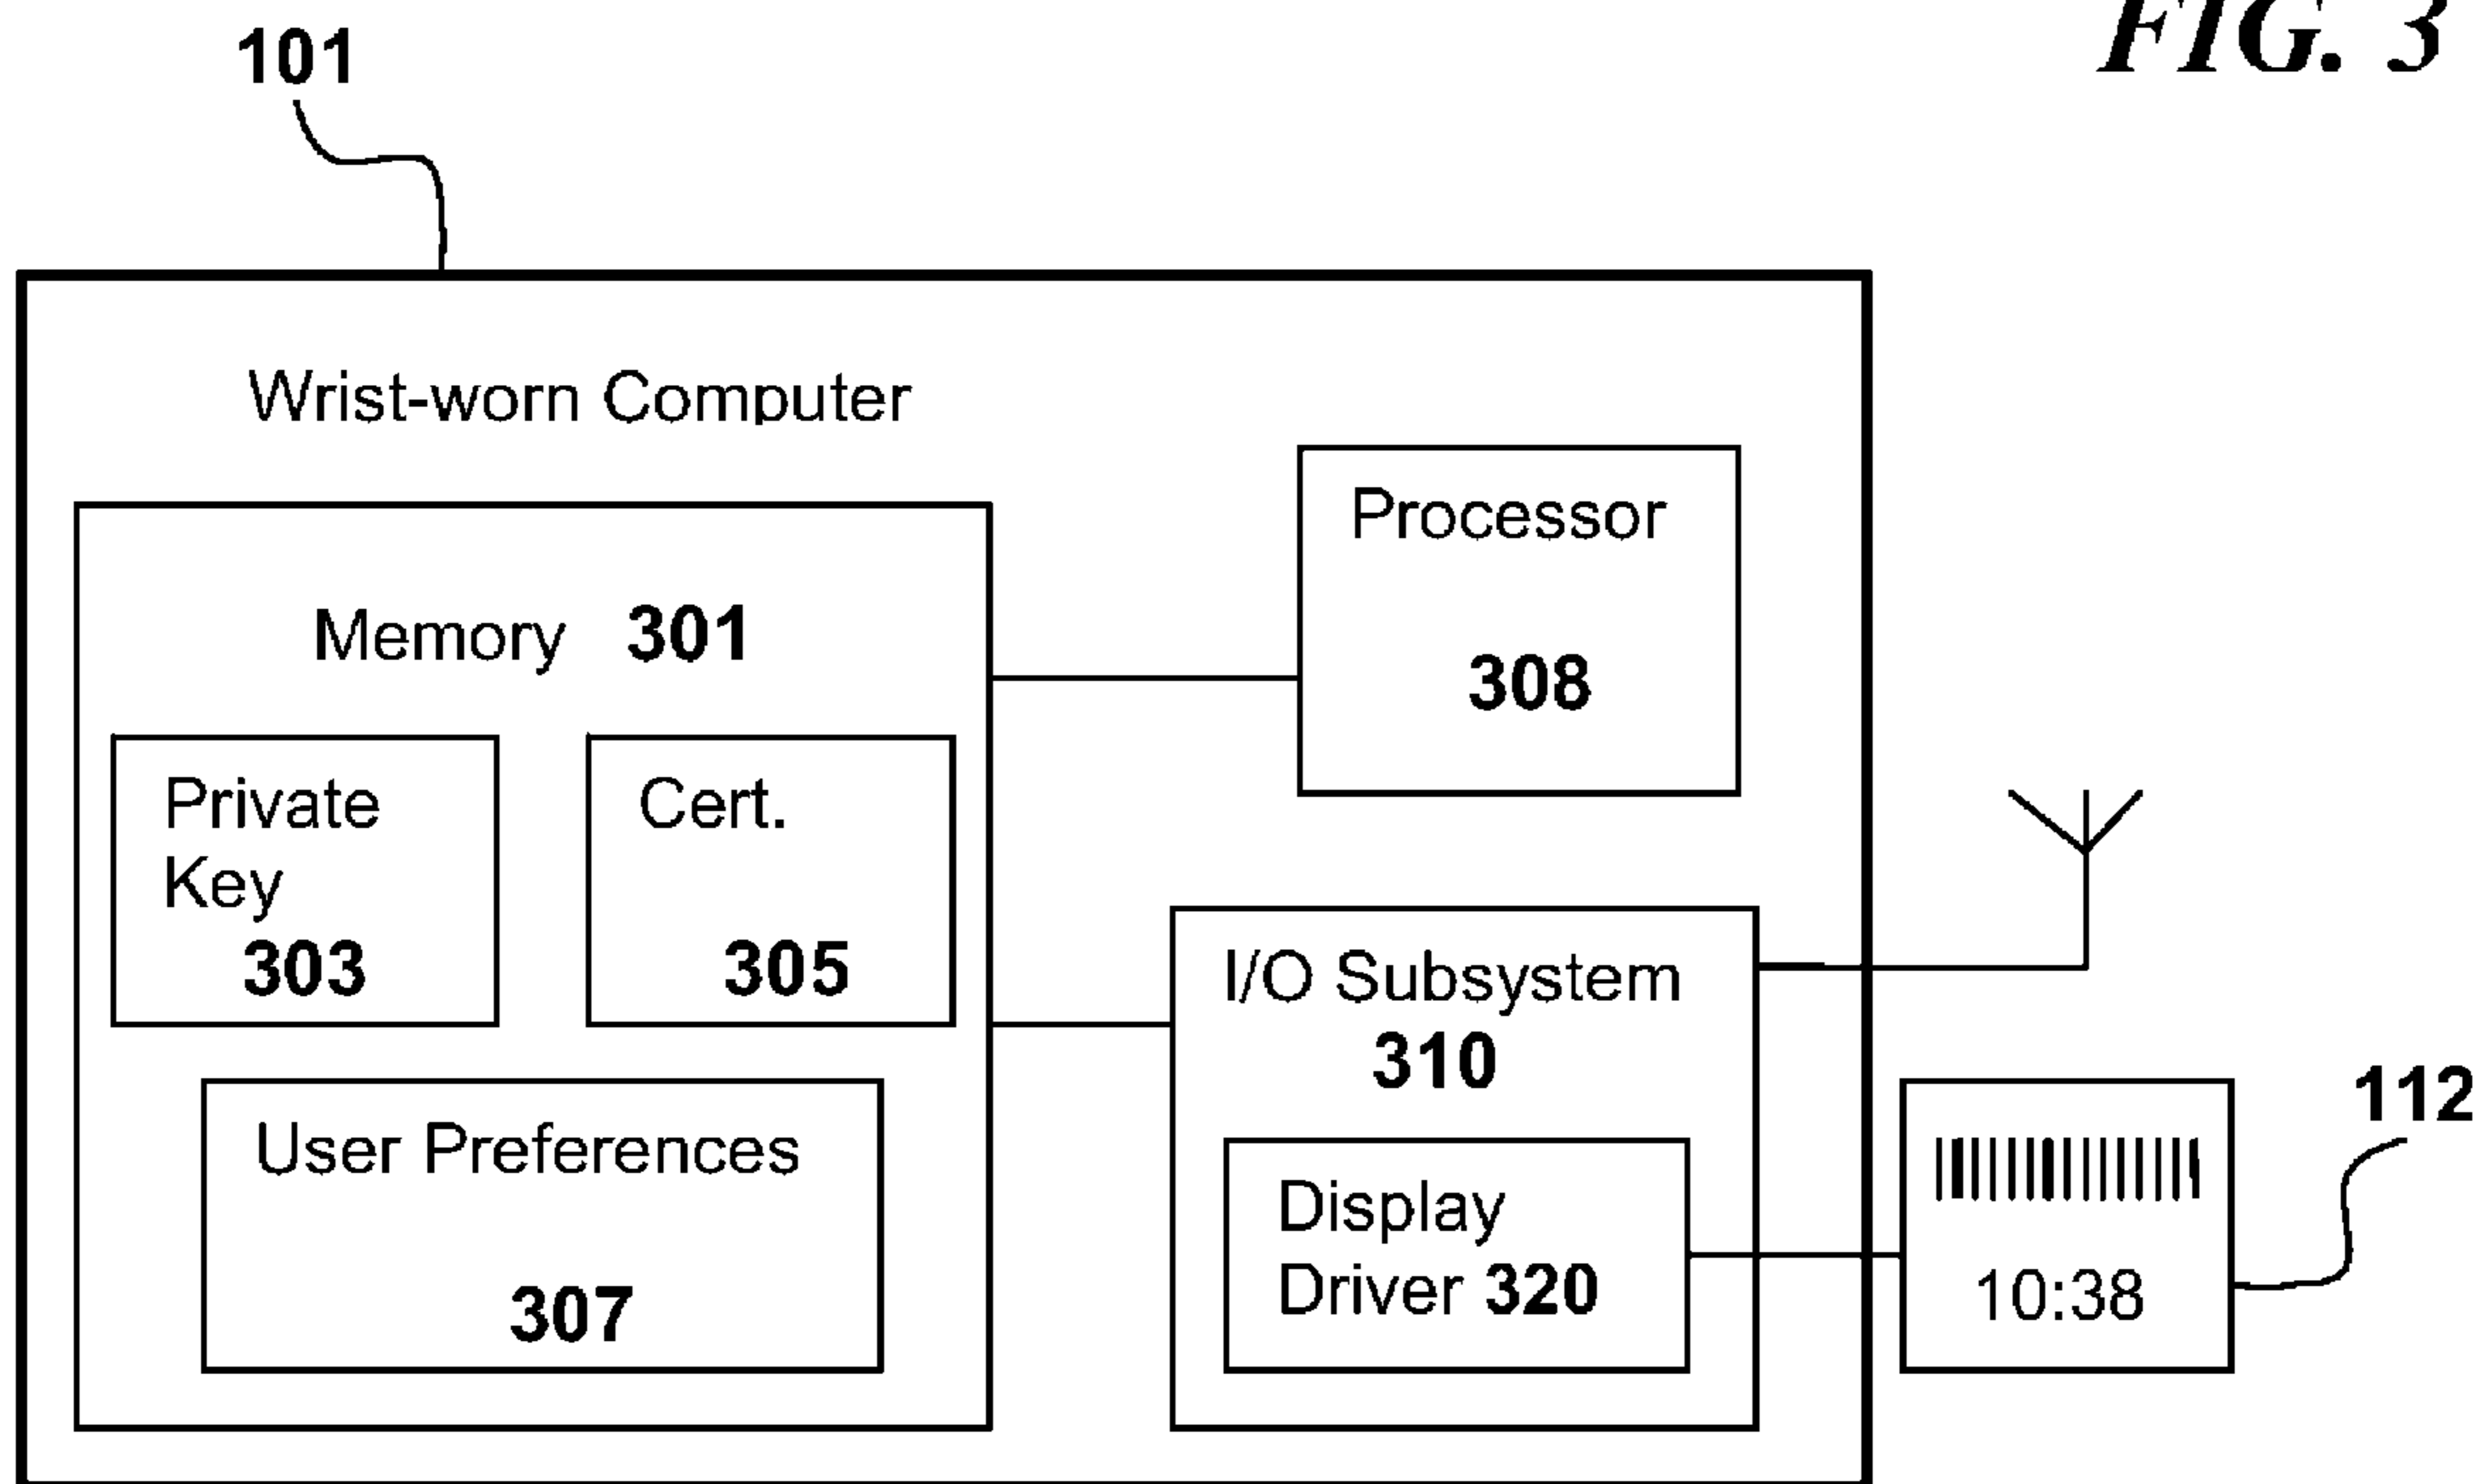 FIG. 3
101
Wrist-worn Computer
Memory 301
Private
Key
303
Cert.
305
User Preferences
307
Processor
308
I/O Subsystem
310
Display
Driver 320
10:38
112